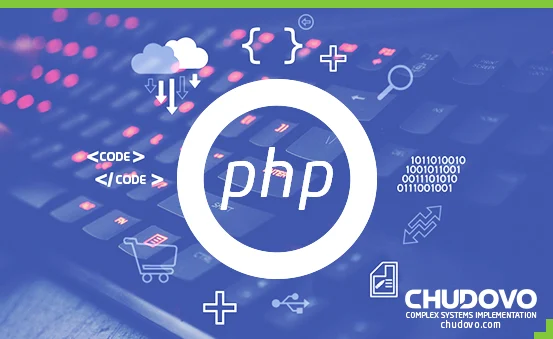 { }
<CODE>
</CODE >
php
1011010010
1001011001
0011101010
0111001001
CHUDOVO
COMPLEX SYSTEMS IMPLEMENTATION
chudovo.com